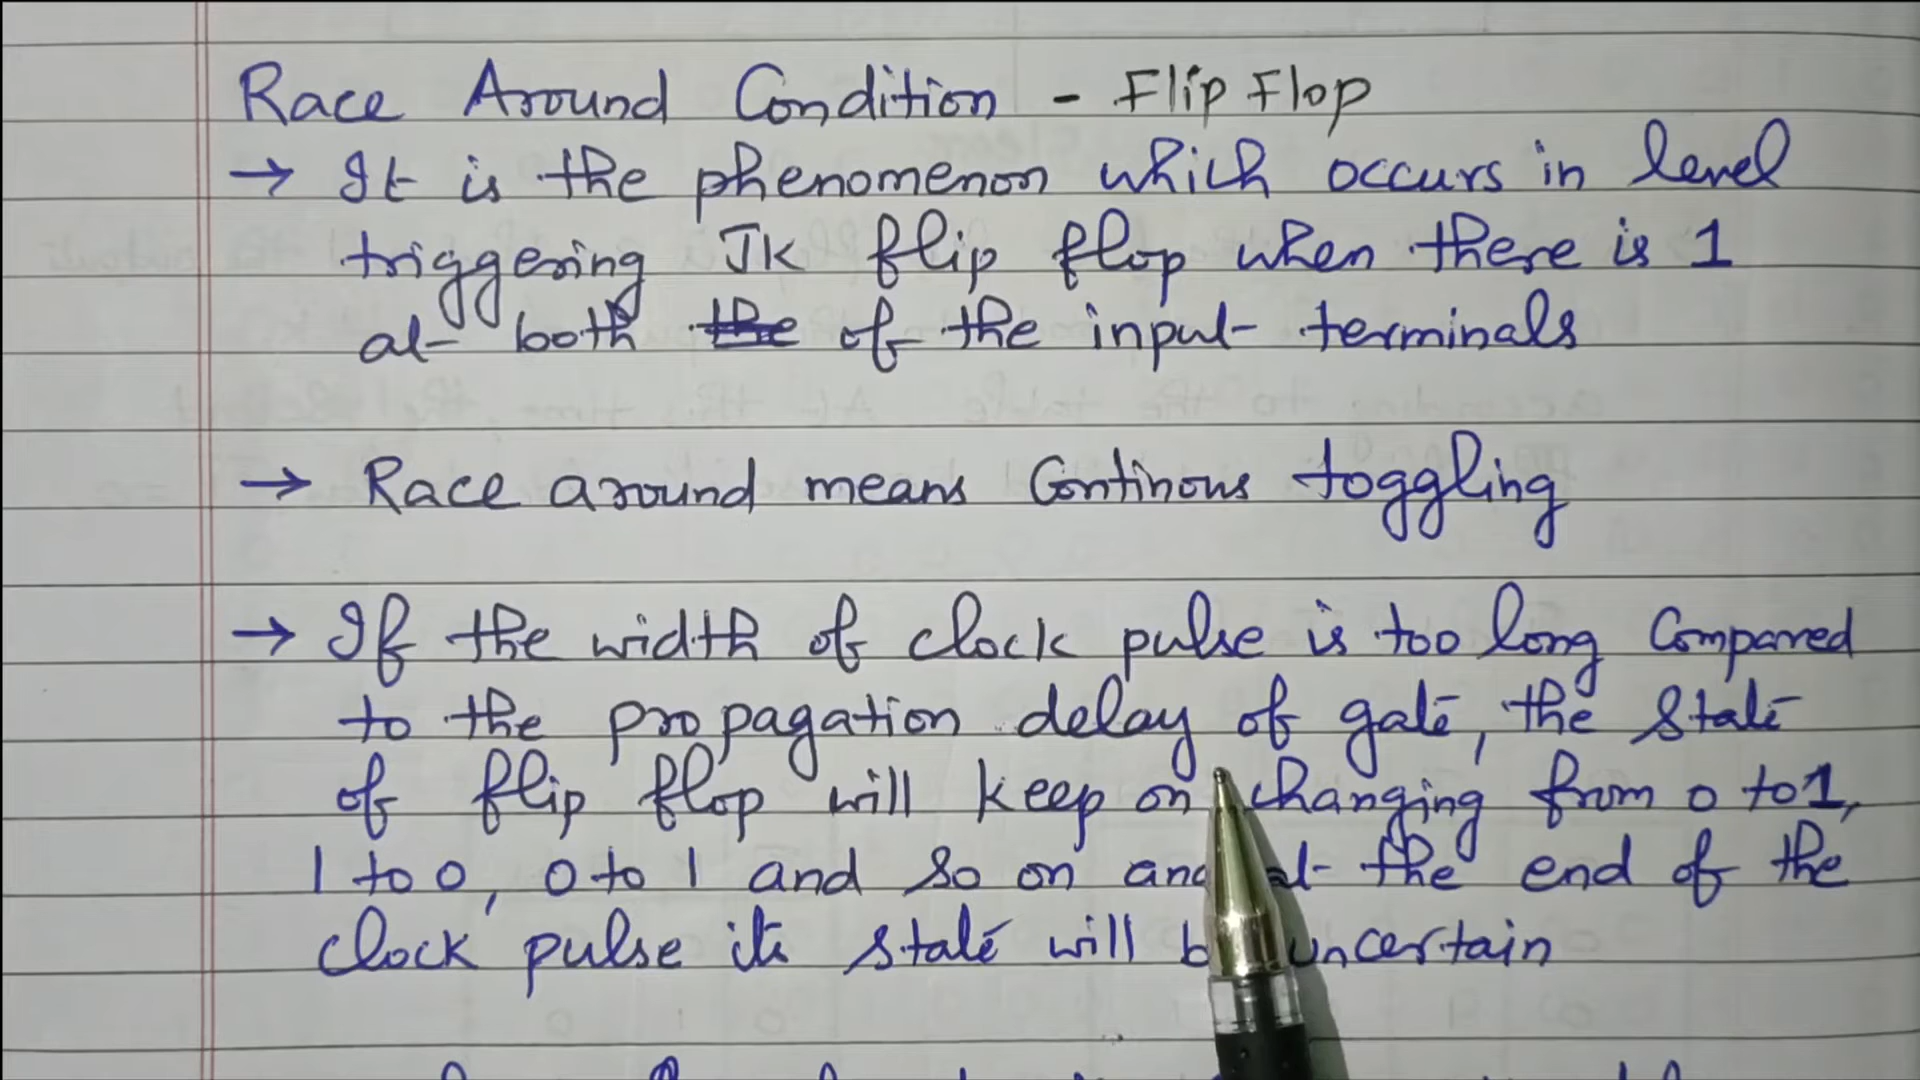 Race Around Condition - Flip Flop
→ It is the phenomenon which occurs in level
triggering JK flip flop when there is 1
at both the of the input terminals
→ Race around means Continous toggling
→ If the width of clock pulse is too long Compared
to the propagation delay of gate, the state
of flip flop will keep on changing from 0 to 1,
1 to 0, 0 to 1 and so on and at the end of the
clock pulse its state will be uncertain